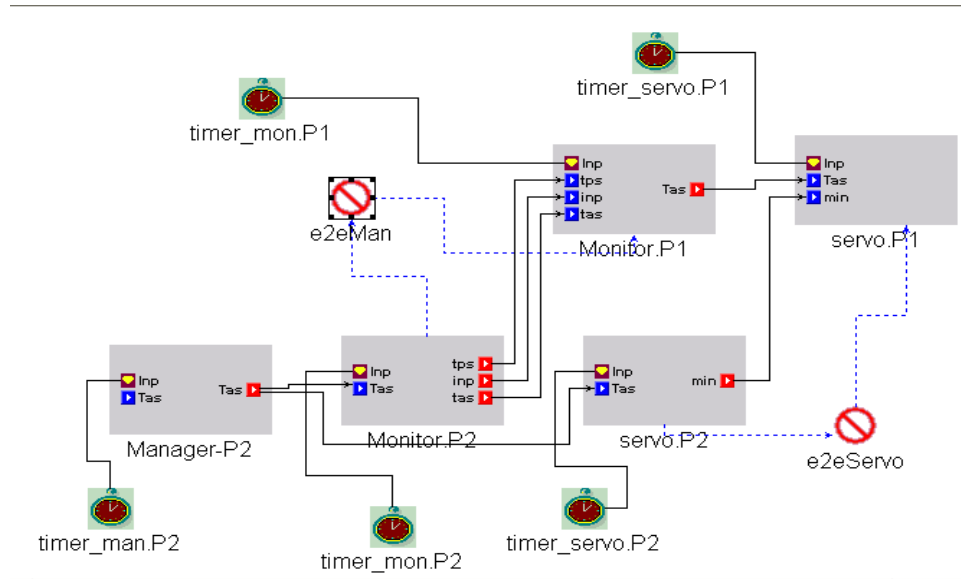 timer_servo.P1
timer_mon.P1
Inp
tps
inp
tas
Tas
Monitor.P1
Inp
Tas
min
servo.P1
e2eMan
Inp
Tas
Tas
Manager-P2
Inp
Tas
tps
inp
tas
Monitor.P2
Inp
Tas
min
servo.P2
e2eServo
timer_man.P2
timer_mon.P2
timer_servo.P2